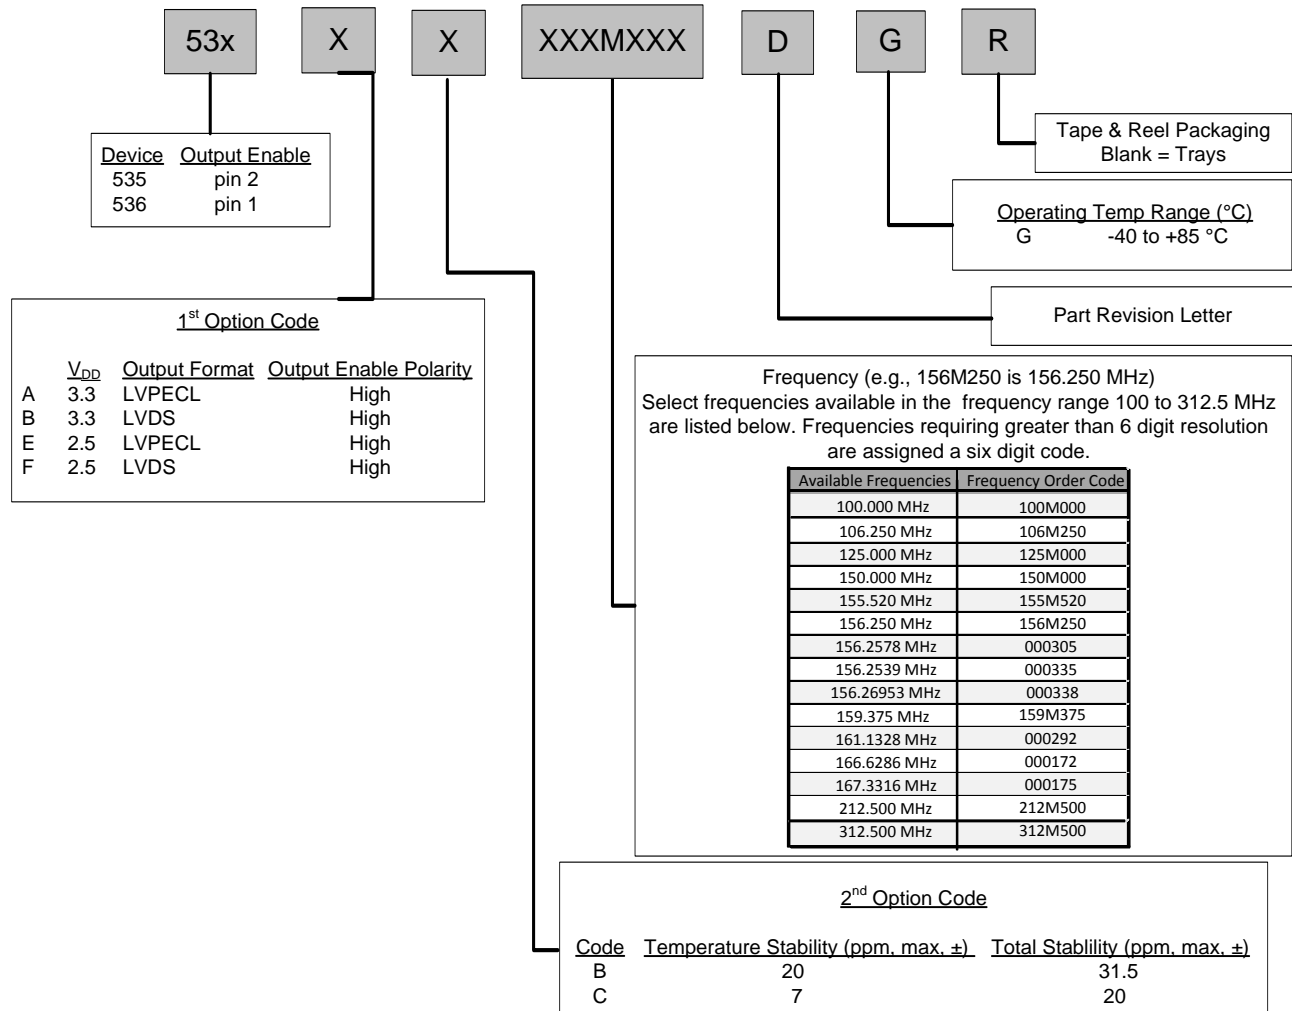 53x X X XXXMXXX D G R
Tape & Reel Packaging
Blank = Trays
Device Output Enable
535 pin 2
536 pin 1
Operating Temp Range (°C)
G -40 to +85 °C
Part Revision Letter
1st Option Code
VDD Output Format Output Enable Polarity
A 3.3 LVPECL High
B 3.3 LVDS High
E 2.5 LVPECL High
F 2.5 LVDS High
Frequency (e.g., 156M250 is 156.250 MHz)
Select frequencies available in the frequency range 100 to 312.5 MHz
are listed below. Frequencies requiring greater than 6 digit resolution
are assigned a six digit code.
Available Frequencies Frequency Order Code
100.000 MHz 100M000
106.250 MHz 106M250
125.000 MHz 125M000
150.000 MHz 150M000
155.520 MHz 155M520
156.250 MHz 156M250
156.2578 MHz 000305
156.2539 MHz 000335
156.26953 MHz 000338
159.375 MHz 159M375
161.1328 MHz 000292
166.6286 MHz 000172
167.3316 MHz 000175
212.500 MHz 212M500
312.500 MHz 312M500
2nd Option Code
Code Temperature Stability (ppm, max, ±) Total Stablility (ppm, max, ±)
B 20 31.5
C 7 20